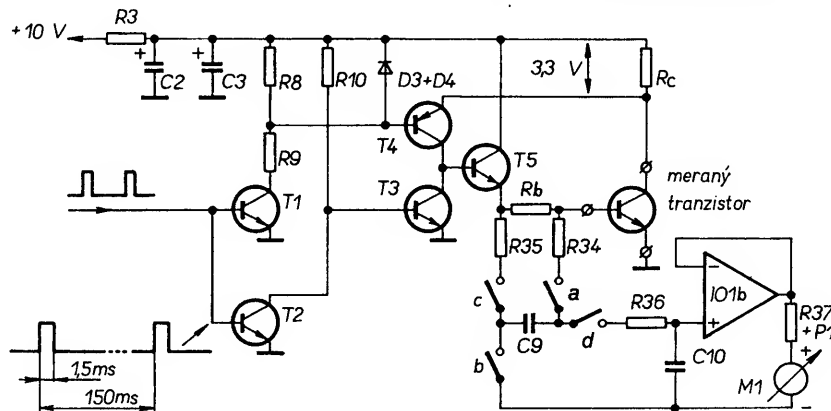 +10 V
R3
+
C2
+
C3
R8
R10
D3+D4
3,3 V
Rc
T4
R9
T5
T3
T1
Rb
meraný
tranzistor
R35
R34
T2
c
a
R36
IO1b
-
+
C9
d
R37
+P1
b
C10
+
M1
-
1,5ms
150ms